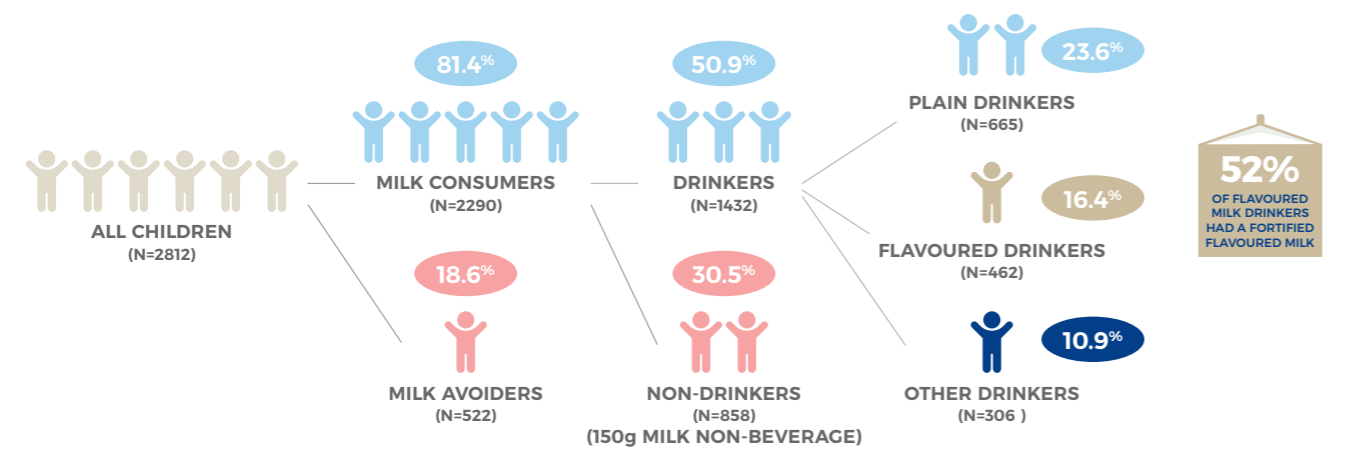 81.4%
MILK CONSUMERS
(N=2290)
50.9%
DRINKERS
(N=1432)
23.6%
PLAIN DRINKERS
(N=665)
ALL CHILDREN
(N=2812)
16.4%
FLAVOURED DRINKERS
(N=462)
52%
OF FLAVOURED
MILK DRINKERS
HAD A FORTIFIED
FLAVOURED MILK
18.6%
MILK AVOIDERS
(N=522)
30.5%
NON-DRINKERS
(N=858)
(150g MILK NON-BEVERAGE)
10.9%
OTHER DRINKERS
(N=306 )